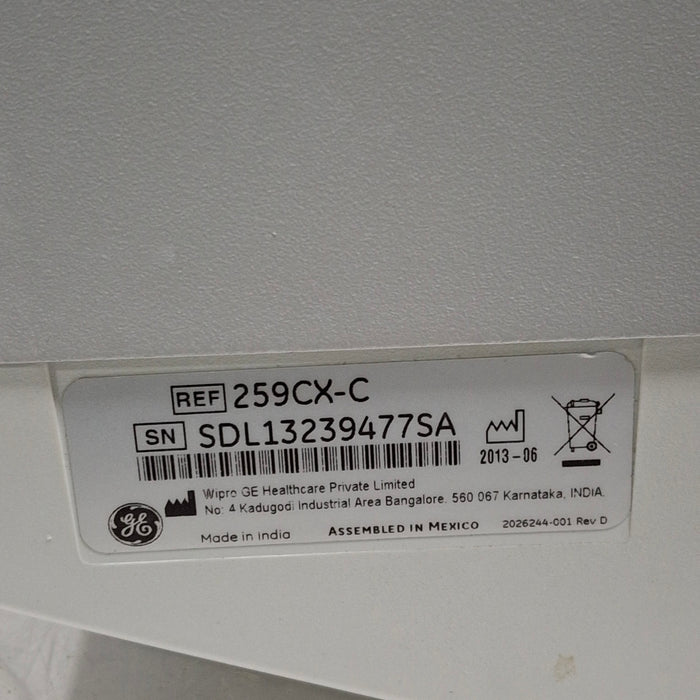 REF 259CX-C
SN SDL13239477SA
2013-06
Wipro GE Healthcare Private Limited
No: 4 Kadugodi Industrial Area Bangalore. 560 067 Karnataka, INDIA.
GE
Made in India ASSEMBLED IN MEXICO 2026244-001 Rev D